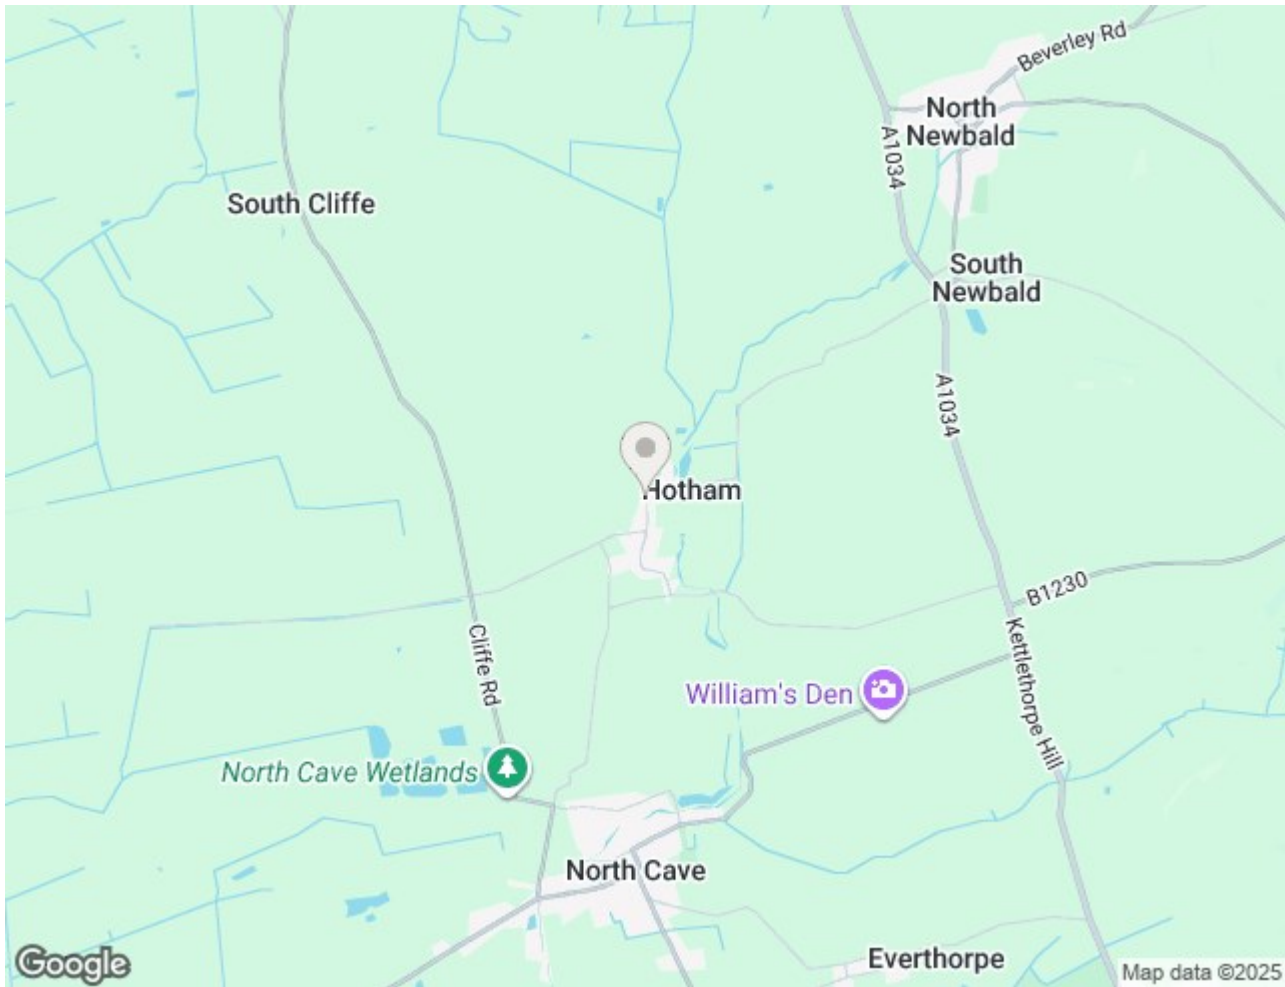 Beverley Rd
North
Newbald
A1034
South Cliffe
South
Newbald
A1034
Hotham
B1230
Cliffe Rd
Kettlethorpe Hill
William's Den
North Cave Wetlands
North Cave
Everthorpe
Google
Map data ©2025